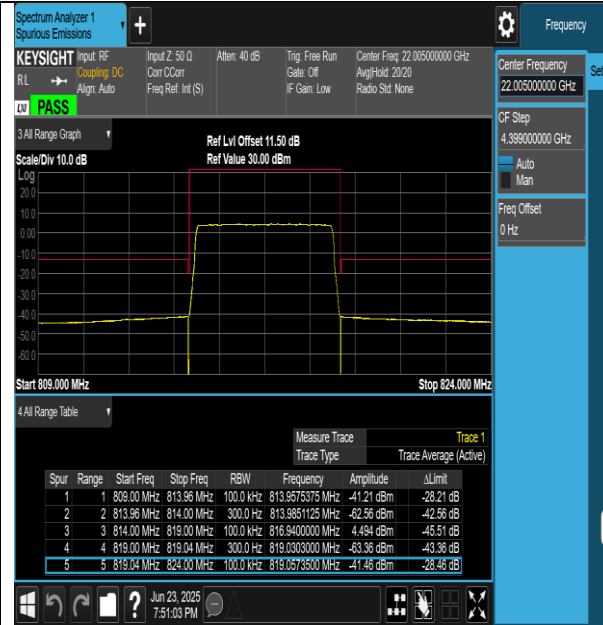 Spectrum Analyzer 1
Spurious Emissions
+
Frequency
KEYSIGHT Input: RF Input Z: 50 Ω Atten: 40 dB Trig: Free Run Center Freq: 22.005000000 GHz
RL Coupling: DC Corr CCorr Gate: Off Avg|Hold: 20/20
Align: Auto Freq Ref: Int (S) IF Gain: Low Radio Std: None
LXI PASS
Center Frequency
22.005000000 GHz
Set
CF Step
4.399000000 GHz
Auto
Man
Freq Offset
0 Hz
3 All Range Graph
Ref Lvl Offset 11.50 dB
Scale/Div 10.0 dB Ref Value 30.00 dBm
Log
20.0
10.0
0.00
-10.0
-20.0
-30.0
-40.0
-50.0
-60.0
Start 809.000 MHz Stop 824.000 MHz
4 All Range Table
Measure Trace Trace 1
Trace Type Trace Average (Active)
Spur Range Start Freq Stop Freq RBW Frequency Amplitude ΔLimit
1 1 809.00 MHz 813.96 MHz 100.0 kHz 813.9575375 MHz -41.21 dBm -28.21 dB
2 2 813.96 MHz 814.00 MHz 300.0 Hz 813.9851125 MHz -62.56 dBm -42.56 dB
3 3 814.00 MHz 819.00 MHz 100.0 kHz 816.9400000 MHz 4.494 dBm -45.51 dB
4 4 819.00 MHz 819.04 MHz 300.0 Hz 819.0303000 MHz -63.36 dBm -43.36 dB
5 5 819.04 MHz 824.00 MHz 100.0 kHz 819.0573500 MHz -41.46 dBm -28.46 dB
?
Jun 23, 2025
7:51:03 PM